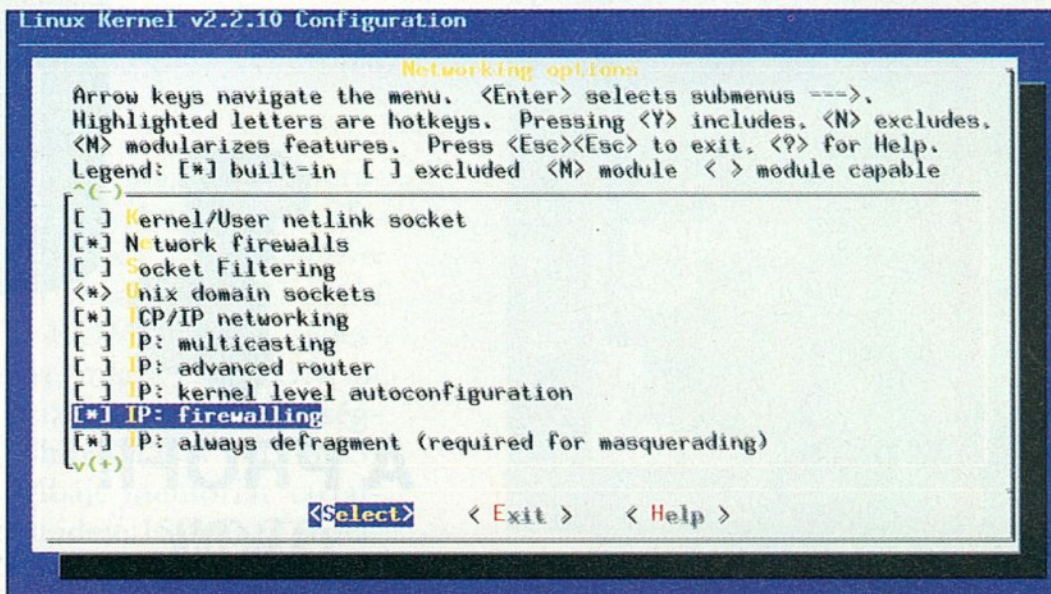 Linux Kernel v2.2.10 Configuration
Networking options
Arrow keys navigate the menu. <Enter> selects submenus --->.
Highlighted letters are hotkeys. Pressing <Y> includes, <N> excludes,
<M> modularizes features. Press <Esc><Esc> to exit, <?> for Help.
Legend: [*] built-in [ ] excluded <M> module < > module capable
^(-)
[ ] Kernel/User netlink socket
[*] Network firewalls
[ ] Socket Filtering
<*> Unix domain sockets
[*] TCP/IP networking
[ ] IP: multicasting
[ ] IP: advanced router
[ ] IP: kernel level autoconfiguration
[*] IP: firewalling
[*] IP: always defragment (required for masquerading)
v(+)
<Select> < Exit > < Help >